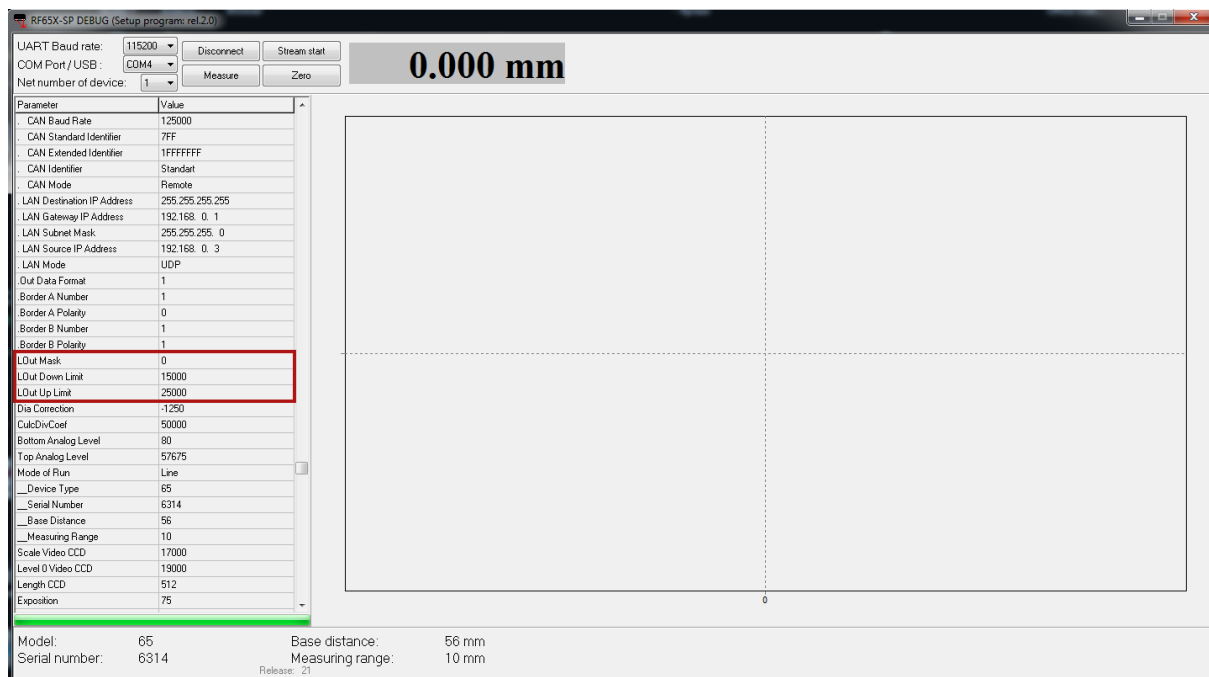 RF65X-SP DEBUG (Setup program: rel.2.0)
UART Baud rate: 115200 Disconnect Stream start
COM Port / USB : COM4
Net number of device: 1 Measure Zero
0.000 mm
Parameter Value
. CAN Baud Rate 125000
. CAN Standard Identifier 7FF
. CAN Extended Identifier 1FFFFFFF
. CAN Identifier Standart
. CAN Mode Remote
. LAN Destination IP Address 255.255.255.255
. LAN Gateway IP Address 192.168. 0. 1
. LAN Subnet Mask 255.255.255. 0
. LAN Source IP Address 192.168. 0. 3
. LAN Mode UDP
.Out Data Format 1
.Border A Number 1
.Border A Polarity 0
.Border B Number 1
.Border B Polarity 1
LOut Mask 0
LOut Down Limit 15000
LOut Up Limit 25000
Dia Correction -1250
CulcDivCoef 50000
Bottom Analog Level 80
Top Analog Level 57675
Mode of Run Line
__Device Type 65
__Serial Number 6314
__Base Distance 56
__Measuring Range 10
Scale Video CCD 17000
Level 0 Video CCD 19000
Length CCD 512
Exposition 75
0
Model: 65 Base distance: 56 mm
Serial number: 6314 Measuring range: 10 mm
Release: 21